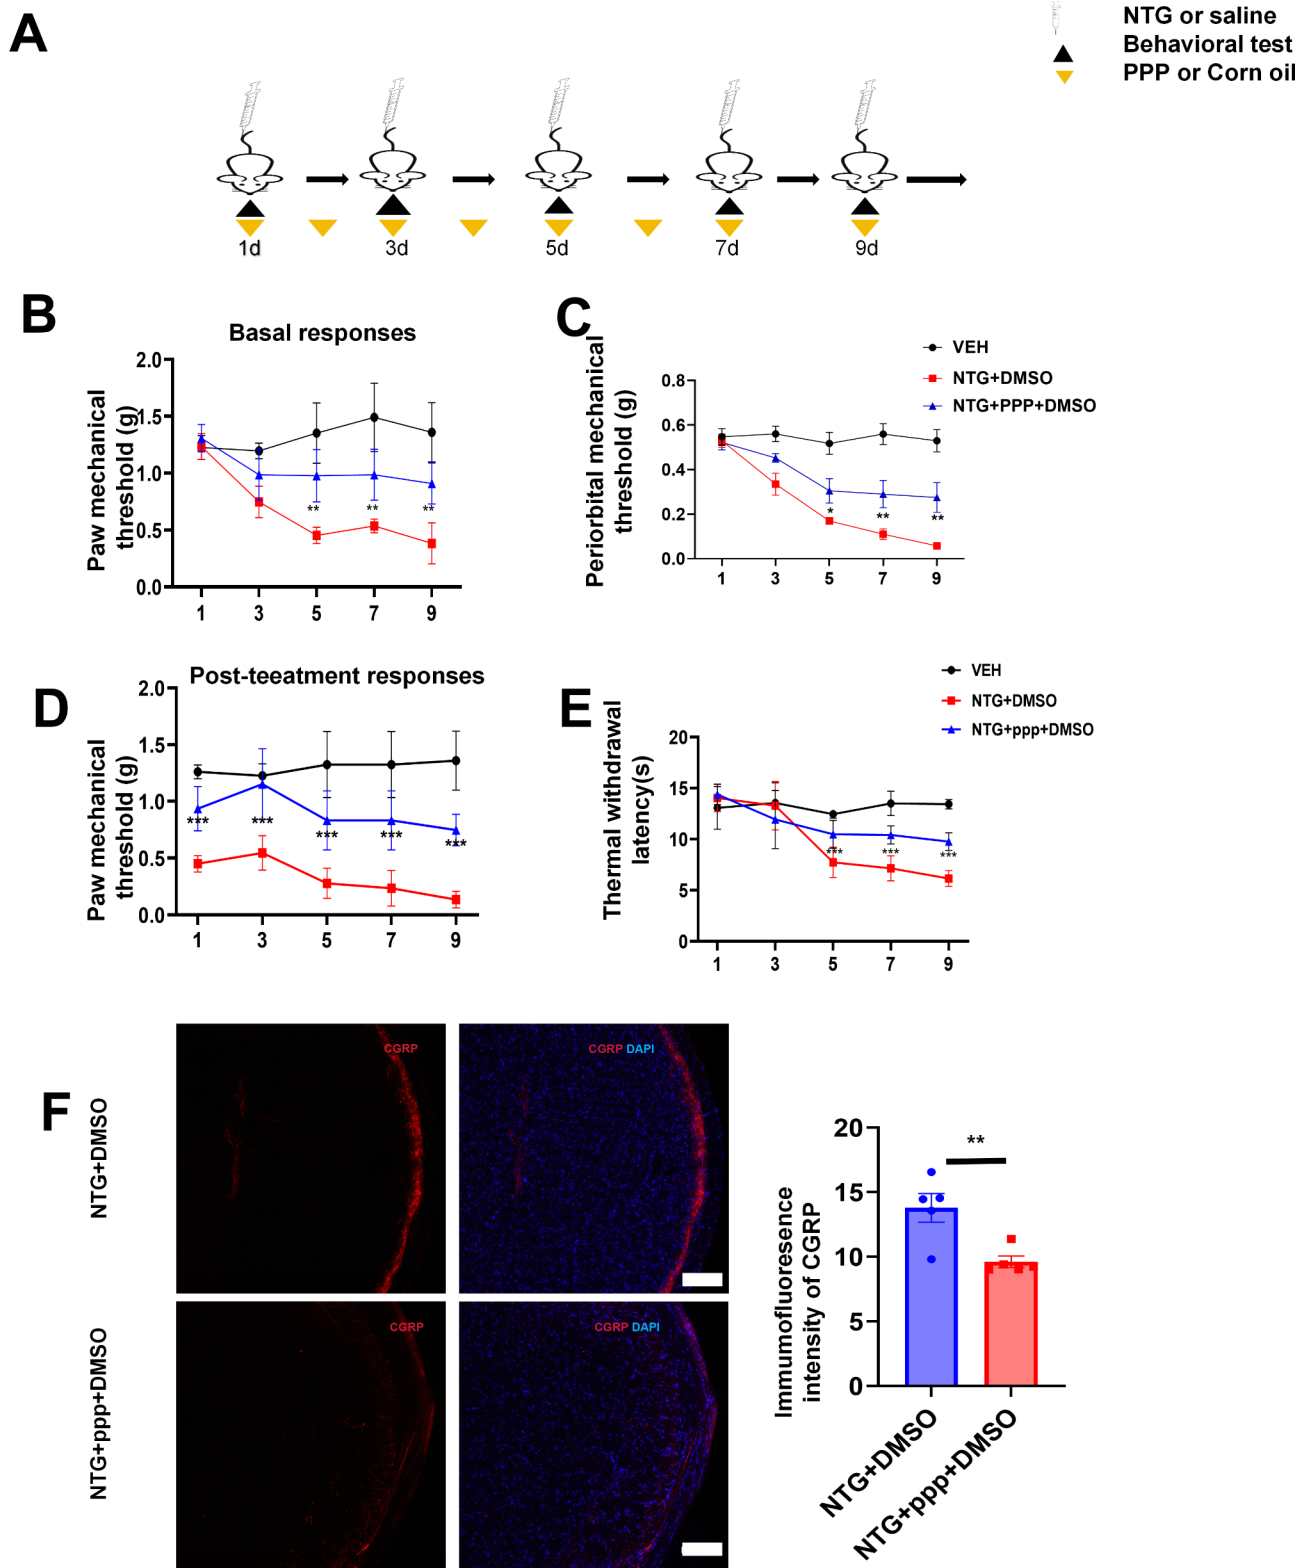 A
NTG or saline
Behavioral test
PPP or Corn oil
1d
3d
5d
7d
9d
B
Basal responses
Paw mechanical
threshold (g)
2.0
1.5
1.0
0.5
0.0
**
**
**
1
3
5
7
9
C
Periorbital mechanical
threshold (g)
VEH
NTG+DMSO
NTG+PPP+DMSO
0.8
0.6
0.4
0.2
0.0
*
**
**
1
3
5
7
9
D
Post-teeatment responses
Paw mechanical
threshold (g)
2.0
1.5
1.0
0.5
0.0
***
***
***
***
***
1
3
5
7
9
E
VEH
NTG+DMSO
NTG+ppp+DMSO
Thermal withdrawal
latency(s)
20
15
10
5
0
***
***
***
1
3
5
7
9
F
NTG+DMSO
CGRP
CGRP DAPI
NTG+ppp+DMSO
CGRP
CGRP DAPI
Immumofluoresence
intensity of CGRP
20
15
10
5
0
**
NTG+DMSO
NTG+ppp+DMSO